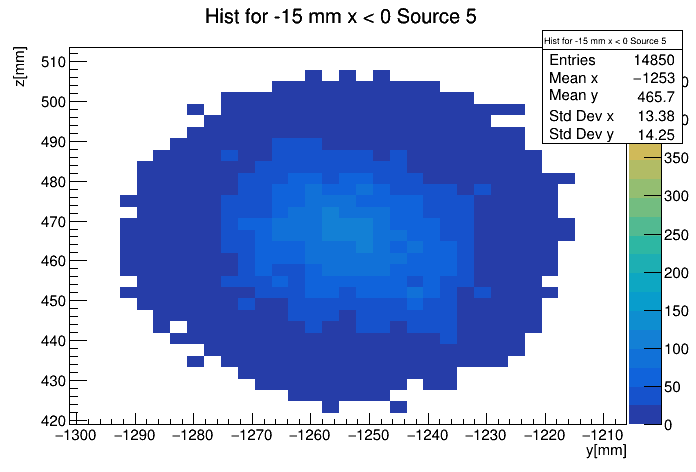 Hist for -15 mm x < 0 Source 5
Hist for -15 mm x < 0 Source 5
Entries 14850
Mean x −1253
Mean y 465.7
Std Dev x 13.38
Std Dev y 14.25
z[mm]
510
500
490
480
470
460
450
440
430
420
−1300 −1290 −1280 −1270 −1260 −1250 −1240 −1230 −1220 −1210
y[mm]
350
300
250
200
150
100
50
0